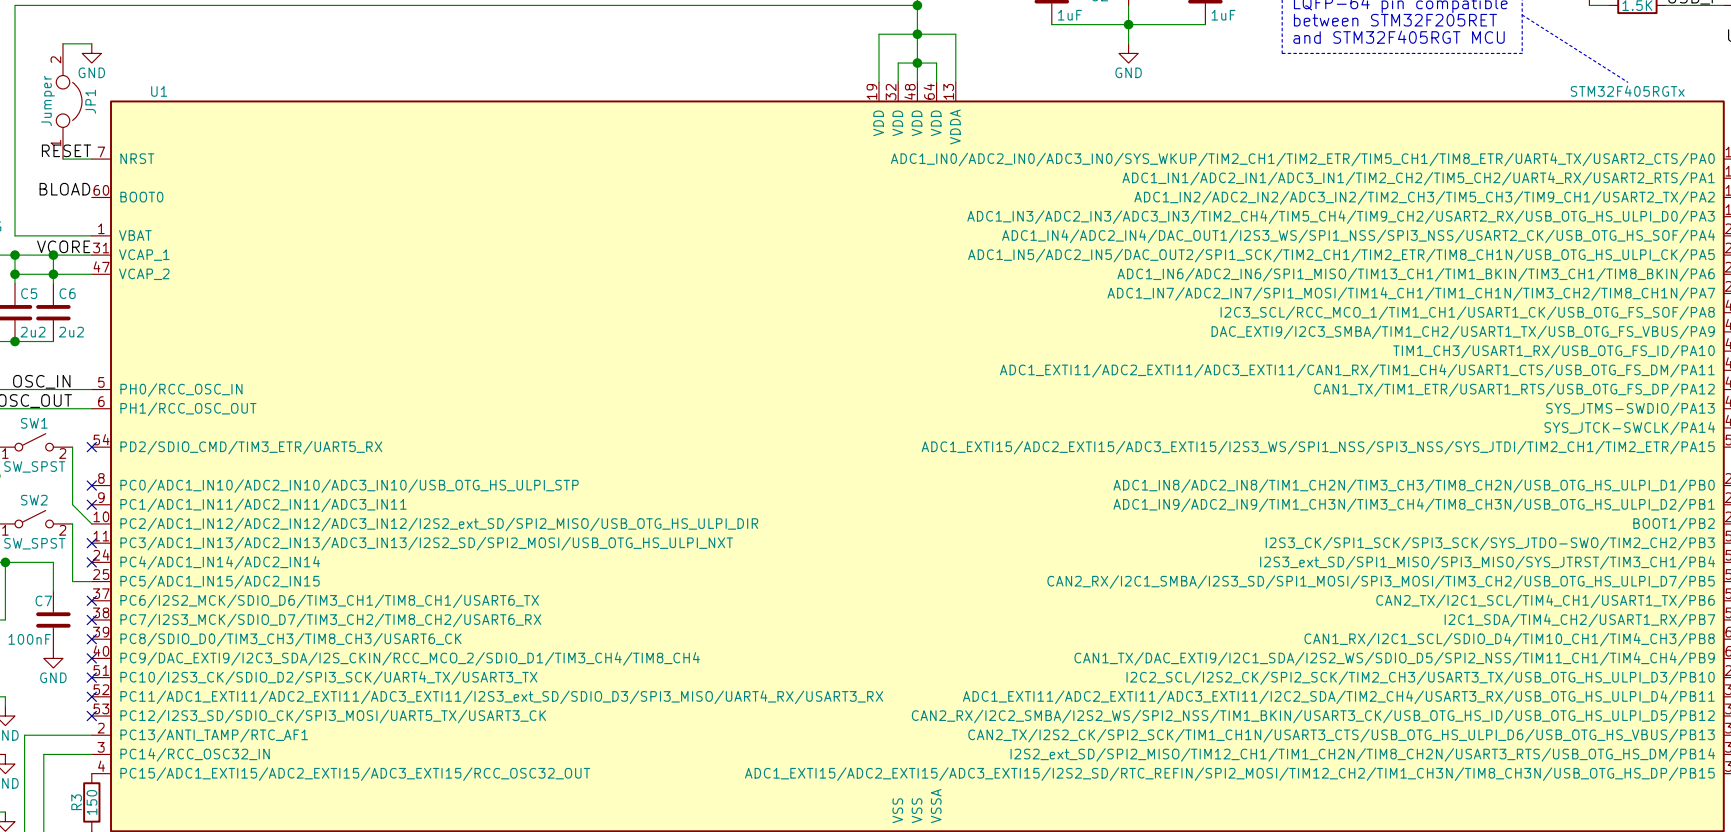 LQFP-64 pin compatible
between STM32F205RET
and STM32F405RGT MCU
1uF
1uF
1.5K
GND
GND
2
Jumper
JP1
1
U1
STM32F405RGTx
19
32
48
64
13
VDD
VDD
VDD
VDD
VDDA
RESET
7
NRST
BLOAD
60
BOOT0
1
VBAT
VCORE
31
VCAP_1
47
VCAP_2
C5
C6
2u2
2u2
OSC_IN
5
PH0/RCC_OSC_IN
OSC_OUT
6
PH1/RCC_OSC_OUT
SW1
1
2
SW_SPST
54
PD2/SDIO_CMD/TIM3_ETR/UART5_RX
8
PC0/ADC1_IN10/ADC2_IN10/ADC3_IN10/USB_OTG_HS_ULPI_STP
9
PC1/ADC1_IN11/ADC2_IN11/ADC3_IN11
SW2
1
2
SW_SPST
10
PC2/ADC1_IN12/ADC2_IN12/ADC3_IN12/I2S2_ext_SD/SPI2_MISO/USB_OTG_HS_ULPI_DIR
11
PC3/ADC1_IN13/ADC2_IN13/ADC3_IN13/I2S2_SD/SPI2_MOSI/USB_OTG_HS_ULPI_NXT
24
PC4/ADC1_IN14/ADC2_IN14
25
PC5/ADC1_IN15/ADC2_IN15
37
PC6/I2S2_MCK/SDIO_D6/TIM3_CH1/TIM8_CH1/USART6_TX
38
PC7/I2S3_MCK/SDIO_D7/TIM3_CH2/TIM8_CH2/USART6_RX
39
PC8/SDIO_D0/TIM3_CH3/TIM8_CH3/USART6_CK
40
PC9/DAC_EXTI9/I2C3_SDA/I2S_CKIN/RCC_MCO_2/SDIO_D1/TIM3_CH4/TIM8_CH4
51
PC10/I2S3_CK/SDIO_D2/SPI3_SCK/UART4_TX/USART3_TX
52
PC11/ADC1_EXTI11/ADC2_EXTI11/ADC3_EXTI11/I2S3_ext_SD/SDIO_D3/SPI3_MISO/UART4_RX/USART3_RX
53
PC12/I2S3_SD/SDIO_CK/SPI3_MOSI/UART5_TX/USART3_CK
2
PC13/ANTI_TAMP/RTC_AF1
3
PC14/RCC_OSC32_IN
4
PC15/ADC1_EXTI15/ADC2_EXTI15/ADC3_EXTI15/RCC_OSC32_OUT
C7
100nF
GND
R3
150
ADC1_IN0/ADC2_IN0/ADC3_IN0/SYS_WKUP/TIM2_CH1/TIM2_ETR/TIM5_CH1/TIM8_ETR/UART4_TX/USART2_CTS/PA0
ADC1_IN1/ADC2_IN1/ADC3_IN1/TIM2_CH2/TIM5_CH2/UART4_RX/USART2_RTS/PA1
ADC1_IN2/ADC2_IN2/ADC3_IN2/TIM2_CH3/TIM5_CH3/TIM9_CH1/USART2_TX/PA2
ADC1_IN3/ADC2_IN3/ADC3_IN3/TIM2_CH4/TIM5_CH4/TIM9_CH2/USART2_RX/USB_OTG_HS_ULPI_D0/PA3
ADC1_IN4/ADC2_IN4/DAC_OUT1/I2S3_WS/SPI1_NSS/SPI3_NSS/USART2_CK/USB_OTG_HS_SOF/PA4
ADC1_IN5/ADC2_IN5/DAC_OUT2/SPI1_SCK/TIM2_CH1/TIM2_ETR/TIM8_CH1N/USB_OTG_HS_ULPI_CK/PA5
ADC1_IN6/ADC2_IN6/SPI1_MISO/TIM13_CH1/TIM1_BKIN/TIM3_CH1/TIM8_BKIN/PA6
ADC1_IN7/ADC2_IN7/SPI1_MOSI/TIM14_CH1/TIM1_CH1N/TIM3_CH2/TIM8_CH1N/PA7
I2C3_SCL/RCC_MCO_1/TIM1_CH1/USART1_CK/USB_OTG_FS_SOF/PA8
DAC_EXTI9/I2C3_SMBA/TIM1_CH2/USART1_TX/USB_OTG_FS_VBUS/PA9
TIM1_CH3/USART1_RX/USB_OTG_FS_ID/PA10
ADC1_EXTI11/ADC2_EXTI11/ADC3_EXTI11/CAN1_RX/TIM1_CH4/USART1_CTS/USB_OTG_FS_DM/PA11
CAN1_TX/TIM1_ETR/USART1_RTS/USB_OTG_FS_DP/PA12
SYS_JTMS-SWDIO/PA13
SYS_JTCK-SWCLK/PA14
ADC1_EXTI15/ADC2_EXTI15/ADC3_EXTI15/I2S3_WS/SPI1_NSS/SPI3_NSS/SYS_JTDI/TIM2_CH1/TIM2_ETR/PA15
ADC1_IN8/ADC2_IN8/TIM1_CH2N/TIM3_CH3/TIM8_CH2N/USB_OTG_HS_ULPI_D1/PB0
ADC1_IN9/ADC2_IN9/TIM1_CH3N/TIM3_CH4/TIM8_CH3N/USB_OTG_HS_ULPI_D2/PB1
BOOT1/PB2
I2S3_CK/SPI1_SCK/SPI3_SCK/SYS_JTDO-SWO/TIM2_CH2/PB3
I2S3_ext_SD/SPI1_MISO/SPI3_MISO/SYS_JTRST/TIM3_CH1/PB4
CAN2_RX/I2C1_SMBA/I2S3_SD/SPI1_MOSI/SPI3_MOSI/TIM3_CH2/USB_OTG_HS_ULPI_D7/PB5
CAN2_TX/I2C1_SCL/TIM4_CH1/USART1_TX/PB6
I2C1_SDA/TIM4_CH2/USART1_RX/PB7
CAN1_RX/I2C1_SCL/SDIO_D4/TIM10_CH1/TIM4_CH3/PB8
CAN1_TX/DAC_EXTI9/I2C1_SDA/I2S2_WS/SDIO_D5/SPI2_NSS/TIM11_CH1/TIM4_CH4/PB9
I2C2_SCL/I2S2_CK/SPI2_SCK/TIM2_CH3/USART3_TX/USB_OTG_HS_ULPI_D3/PB10
ADC1_EXTI11/ADC2_EXTI11/ADC3_EXTI11/I2C2_SDA/TIM2_CH4/USART3_RX/USB_OTG_HS_ULPI_D4/PB11
CAN2_RX/I2C2_SMBA/I2S2_WS/SPI2_NSS/TIM1_BKIN/USART3_CK/USB_OTG_HS_ID/USB_OTG_HS_ULPI_D5/PB12
CAN2_TX/I2S2_CK/SPI2_SCK/TIM1_CH1N/USART3_CTS/USB_OTG_HS_ULPI_D6/USB_OTG_HS_VBUS/PB13
I2S2_ext_SD/SPI2_MISO/TIM12_CH1/TIM1_CH2N/TIM8_CH2N/USART3_RTS/USB_OTG_HS_DM/PB14
ADC1_EXTI15/ADC2_EXTI15/ADC3_EXTI15/I2S2_SD/RTC_REFIN/SPI2_MOSI/TIM12_CH2/TIM1_CH3N/TIM8_CH3N/USB_OTG_HS_DP/PB15
VSS
VSS
VSSA